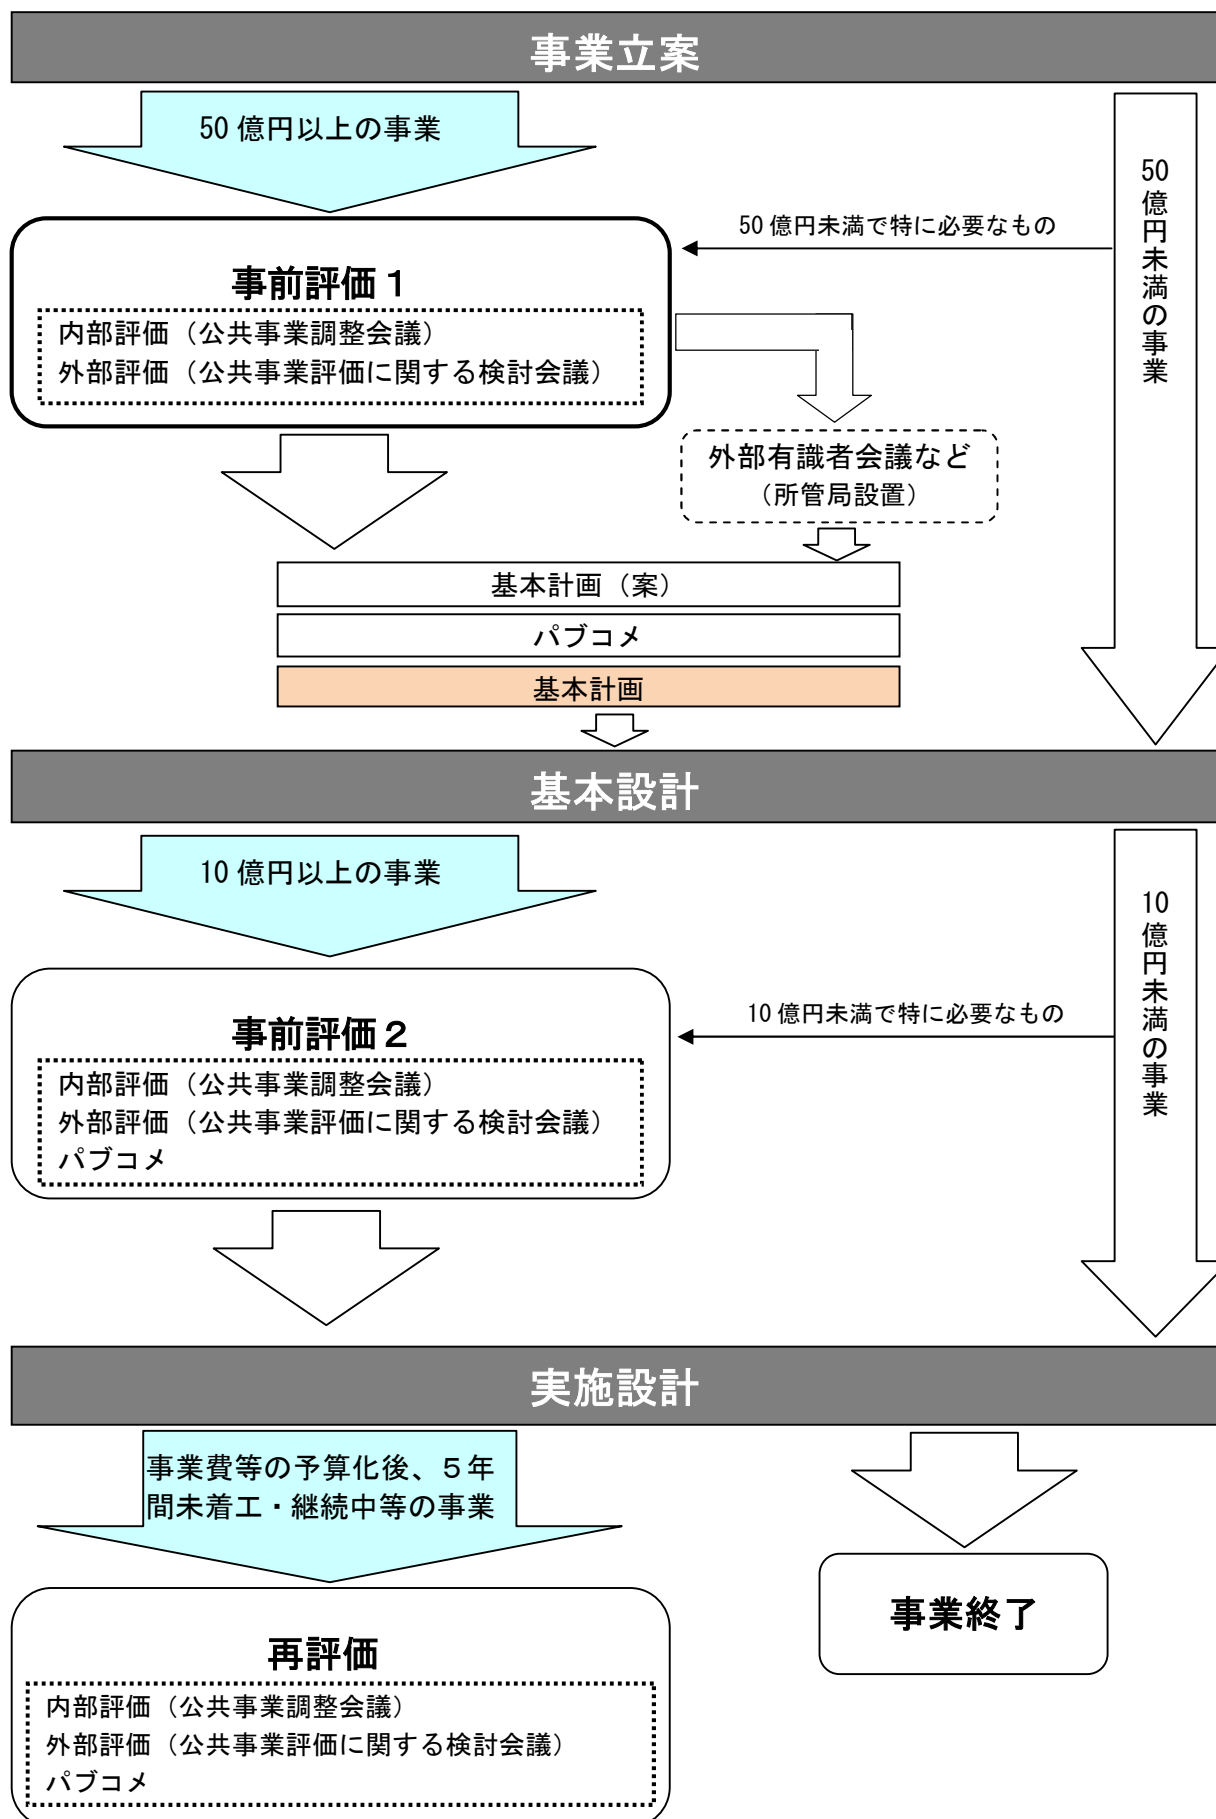 事業立案
50 億円以上の事業
50億円未満の事業
50 億円未満で特に必要なもの
事前評価１
内部評価（公共事業調整会議）
外部評価（公共事業評価に関する検討会議）
外部有識者会議など
（所管局設置）
基本計画（案）
パブコメ
基本計画
基本設計
10 億円以上の事業
10億円未満の事業
10 億円未満で特に必要なもの
事前評価２
内部評価（公共事業調整会議）
外部評価（公共事業評価に関する検討会議）
パブコメ
実施設計
事業費等の予算化後、５年
間未着工・継続中等の事業
事業終了
再評価
内部評価（公共事業調整会議）
外部評価（公共事業評価に関する検討会議）
パブコメ